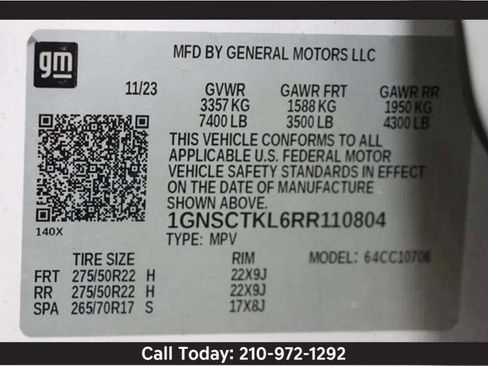 gm
MFD BY GENERAL MOTORS LLC
11/23 GVWR GAWR FRT GAWR RR
3357 KG 1588 KG 1950 KG
7400 LB 3500 LB 4300 LB
THIS VEHICLE CONFORMS TO ALL
APPLICABLE U.S. FEDERAL MOTOR
VEHICLE SAFETY STANDARDS IN EFFECT
ON THE DATE OF MANUFACTURE
SHOWN ABOVE.
1GNSCTKL6RR110804
140X
TYPE: MPV
TIRE SIZE RIM MODEL: 64CC10706
FRT 275/50R22 H 22X9J
RR 275/50R22 H 22X9J
SPA 265/70R17 S 17X8J
Call Today: 210-972-1292